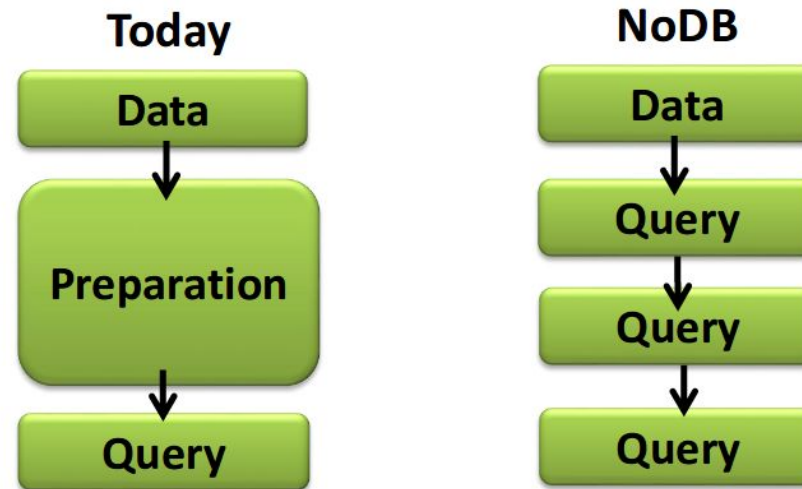 Today
Data
Preparation
Query
NoDB
Data
Query
Query
Query